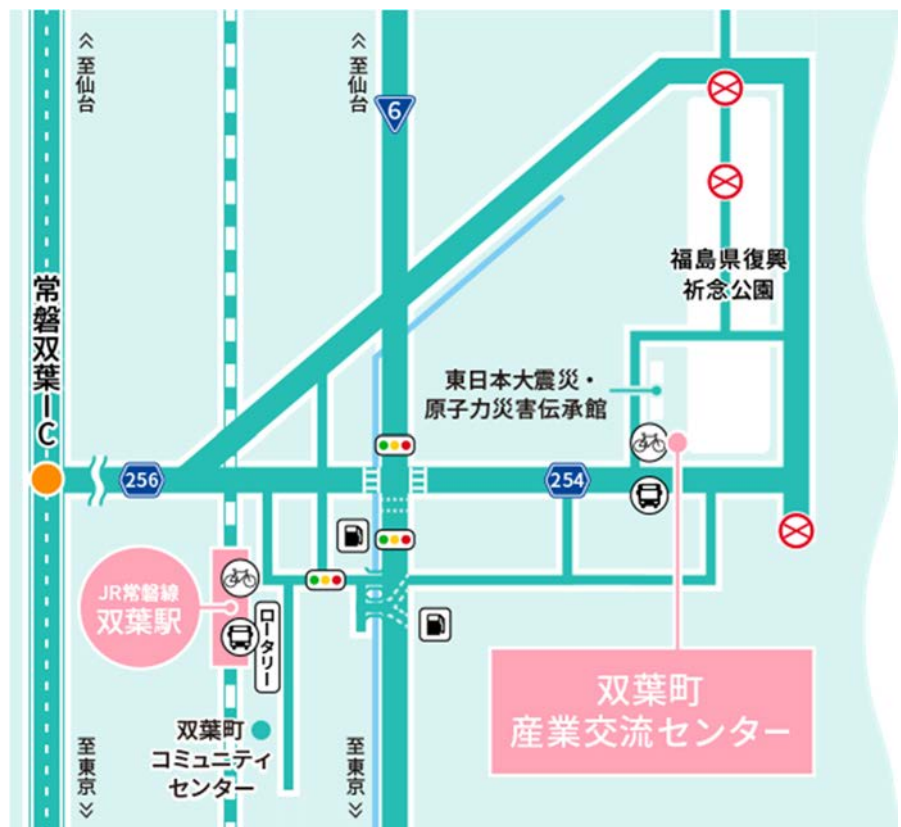 至仙台
至仙台
6
常磐双葉IC
福島県復興
祈念公園
東日本大震災・
原子力災害伝承館
256
254
JR常磐線
双葉駅
ロータリー
双葉町
産業交流センター
双葉町
コミュニティ
センター
至東京
至東京